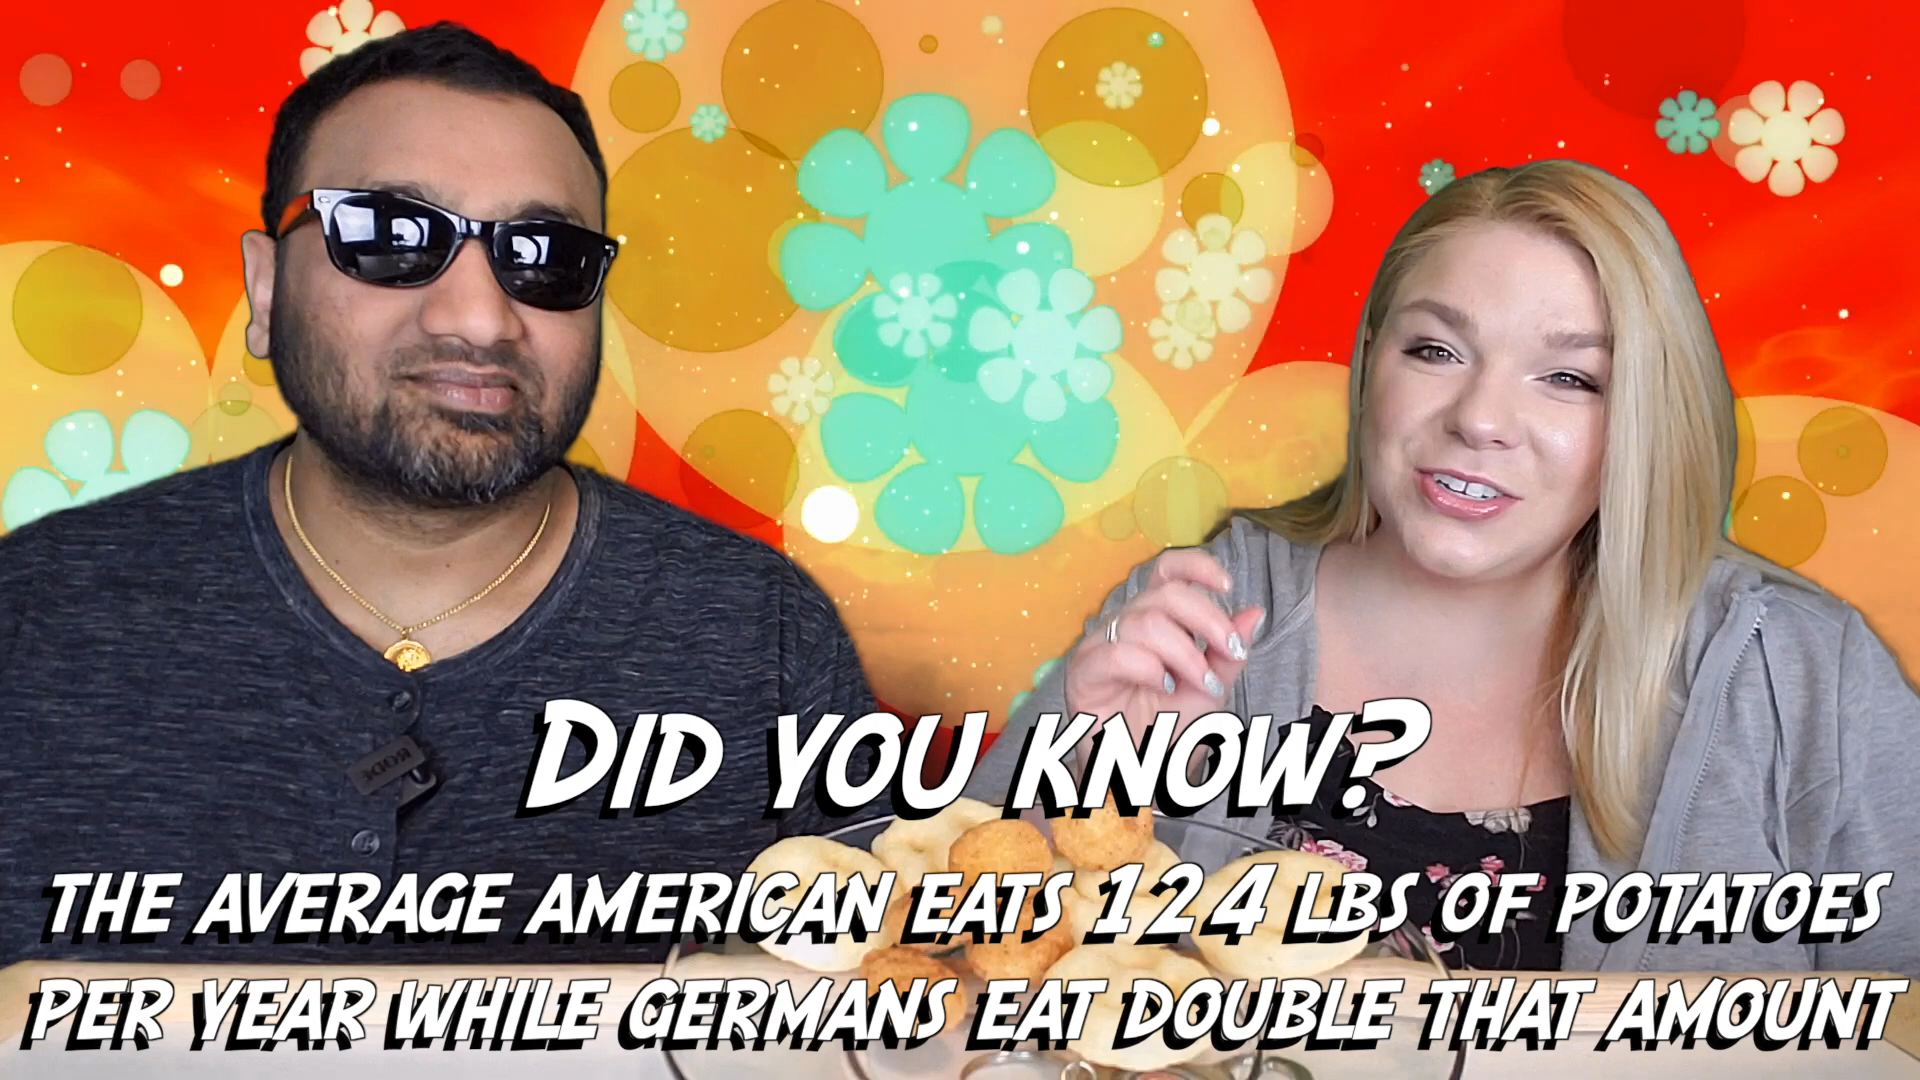 RODE
DID YOU KNOW?
THE AVERAGE AMERICAN EATS 124 LBS OF POTATOES
PER YEAR WHILE GERMANS EAT DOUBLE THAT AMOUNT